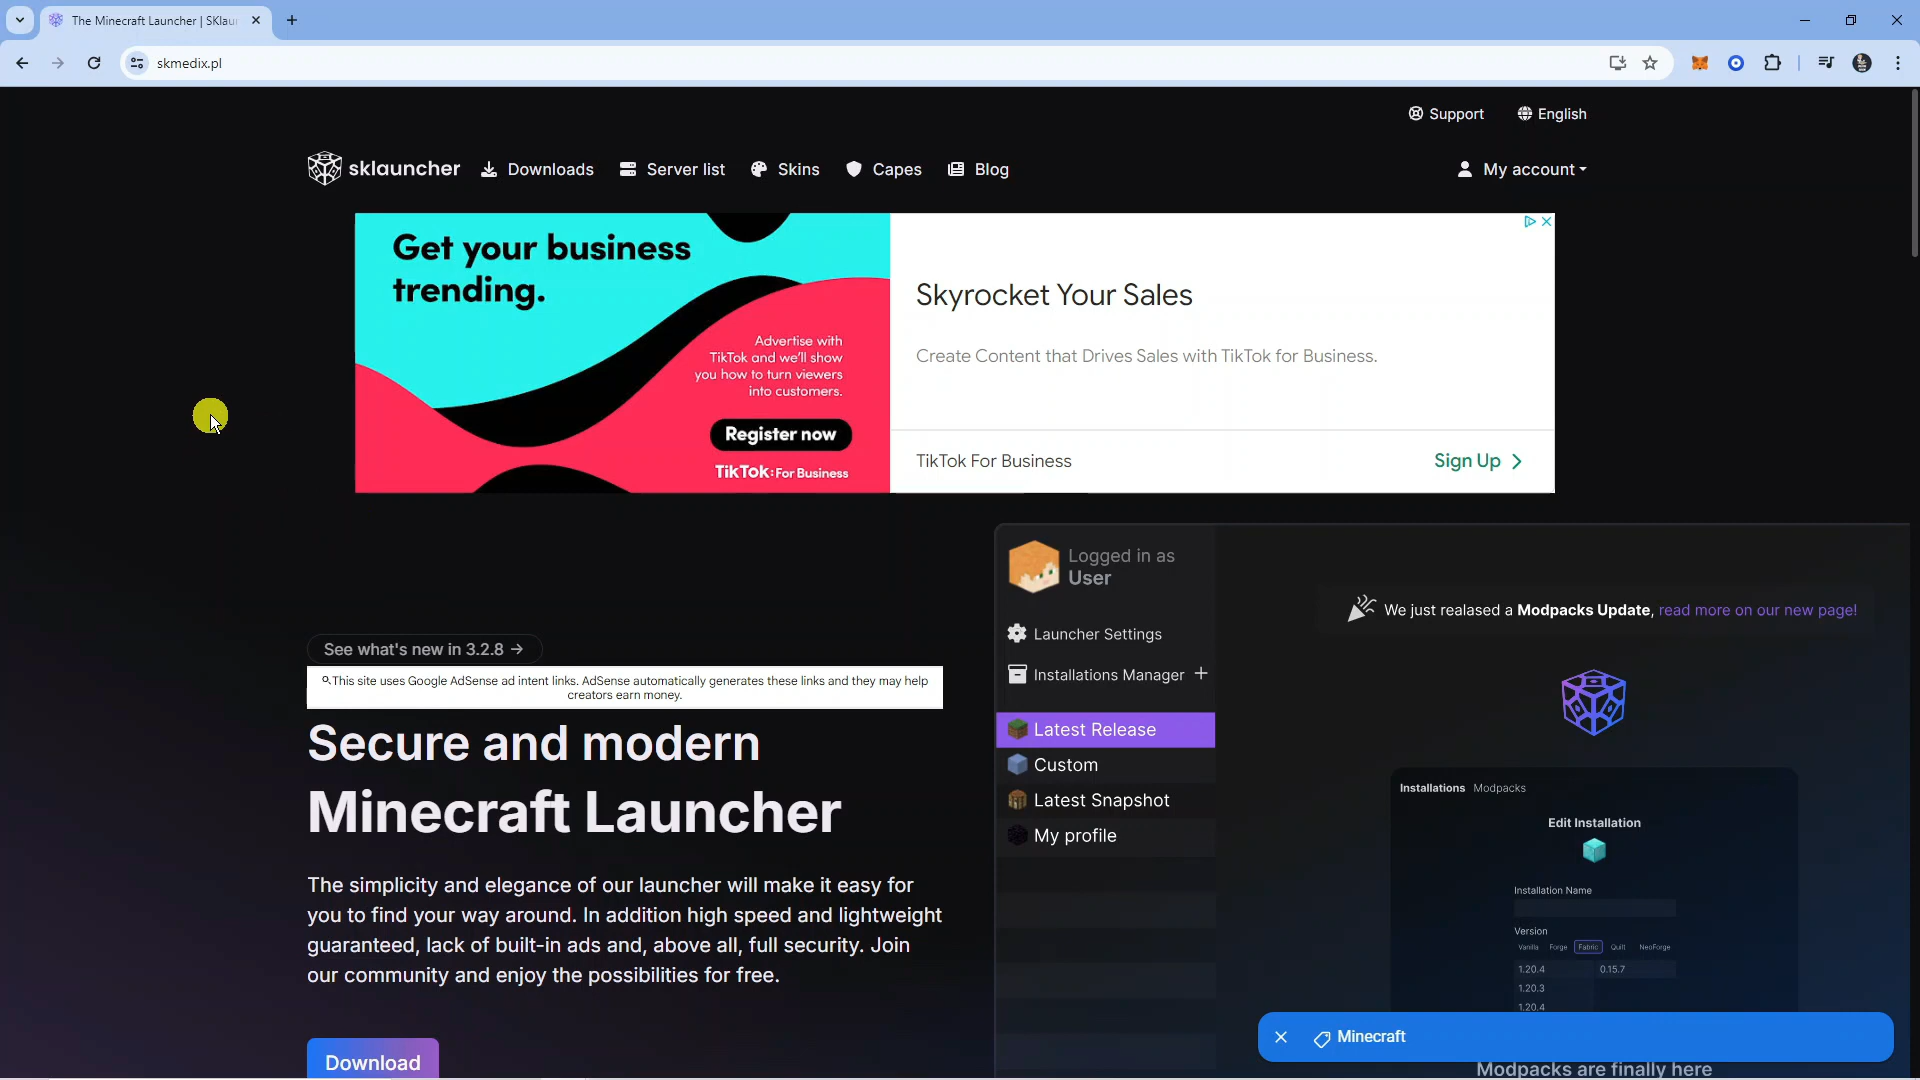 The Minecraft Launcher | SKlau
skmedix.pl
Support
English
sklauncher
Downloads
Server list
Skins
Capes
Blog
My account
Get your business
trending.
Advertise with
TikTok and we'll show
you how to turn viewers
into customers.
Register now
TikTok: For Business
Skyrocket Your Sales
Create Content that Drives Sales with TikTok for Business.
TikTok For Business
Sign Up
See what's new in 3.2.8 →
This site uses Google AdSense ad intent links. AdSense automatically generates these links and they may help
creators earn money.
Secure and modern
Minecraft Launcher
The simplicity and elegance of our launcher will make it easy for
you to find your way around. In addition high speed and lightweight
guaranteed, lack of built-in ads and, above all, full security. Join
our community and enjoy the possibilities for free.
Download
Logged in as
User
Launcher Settings
Installations Manager +
Latest Release
Custom
Latest Snapshot
My profile
We just realased a Modpacks Update, read more on our new page!
Installations Modpacks
Edit Installation
Installation Name
Version
Vanilla Forge Fabric Quilt NeoForge
1.20.4 0.15.7
1.20.3
1.20.4
Minecraft
Modpacks are finally here